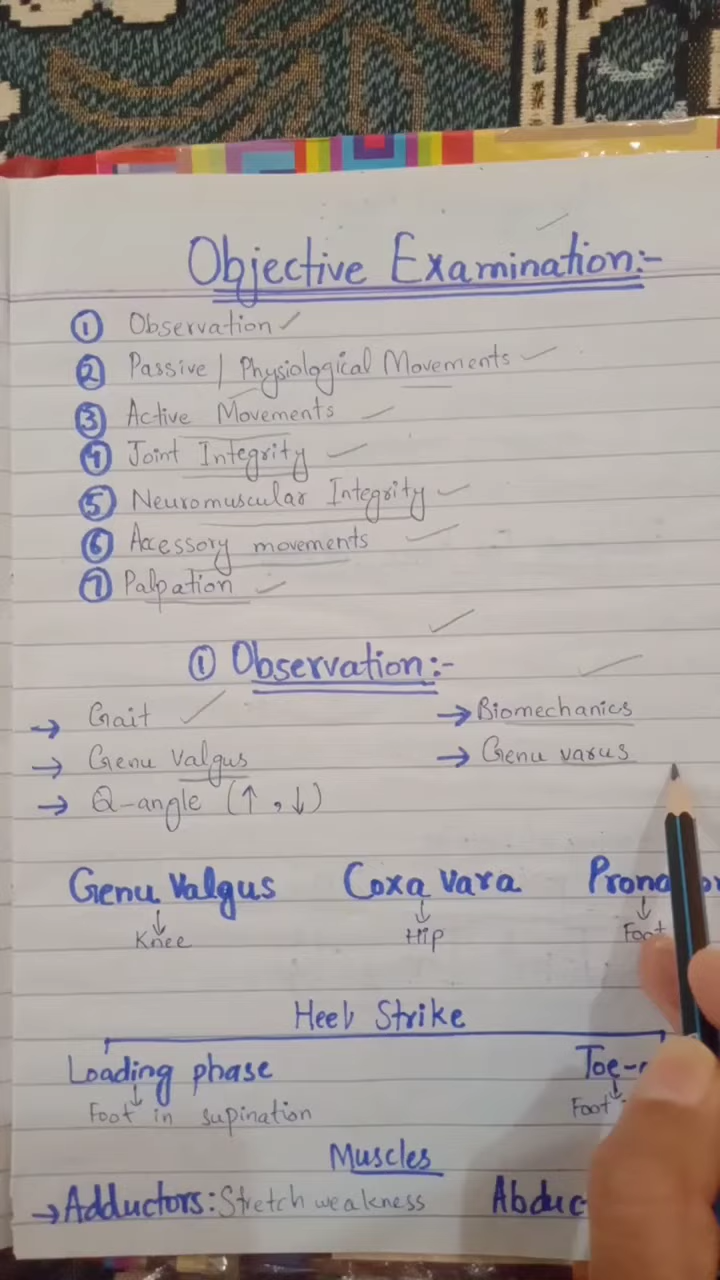 Objective Examination:-
① Observation ✓
② Passive / Physiological Movements ✓
③ Active Movements ✓
④ Joint Integrity ✓
⑤ Neuromuscular Integrity ✓
⑥ Accessory movements ✓
⑦ Palpation ✓
① Observation:-
→ Gait ✓ → Biomechanics
→ Genu Valgus → Genu varus
→ Q-angle (↑, ↓)
Genu Valgus Coxa vara
↓ Knee ↓ Hip ↓ Foot
Heel Strike
Loading phase Toe-
↓ Foot in supination ↓ Foot
Muscles
→ Adductors: Stretch weakness